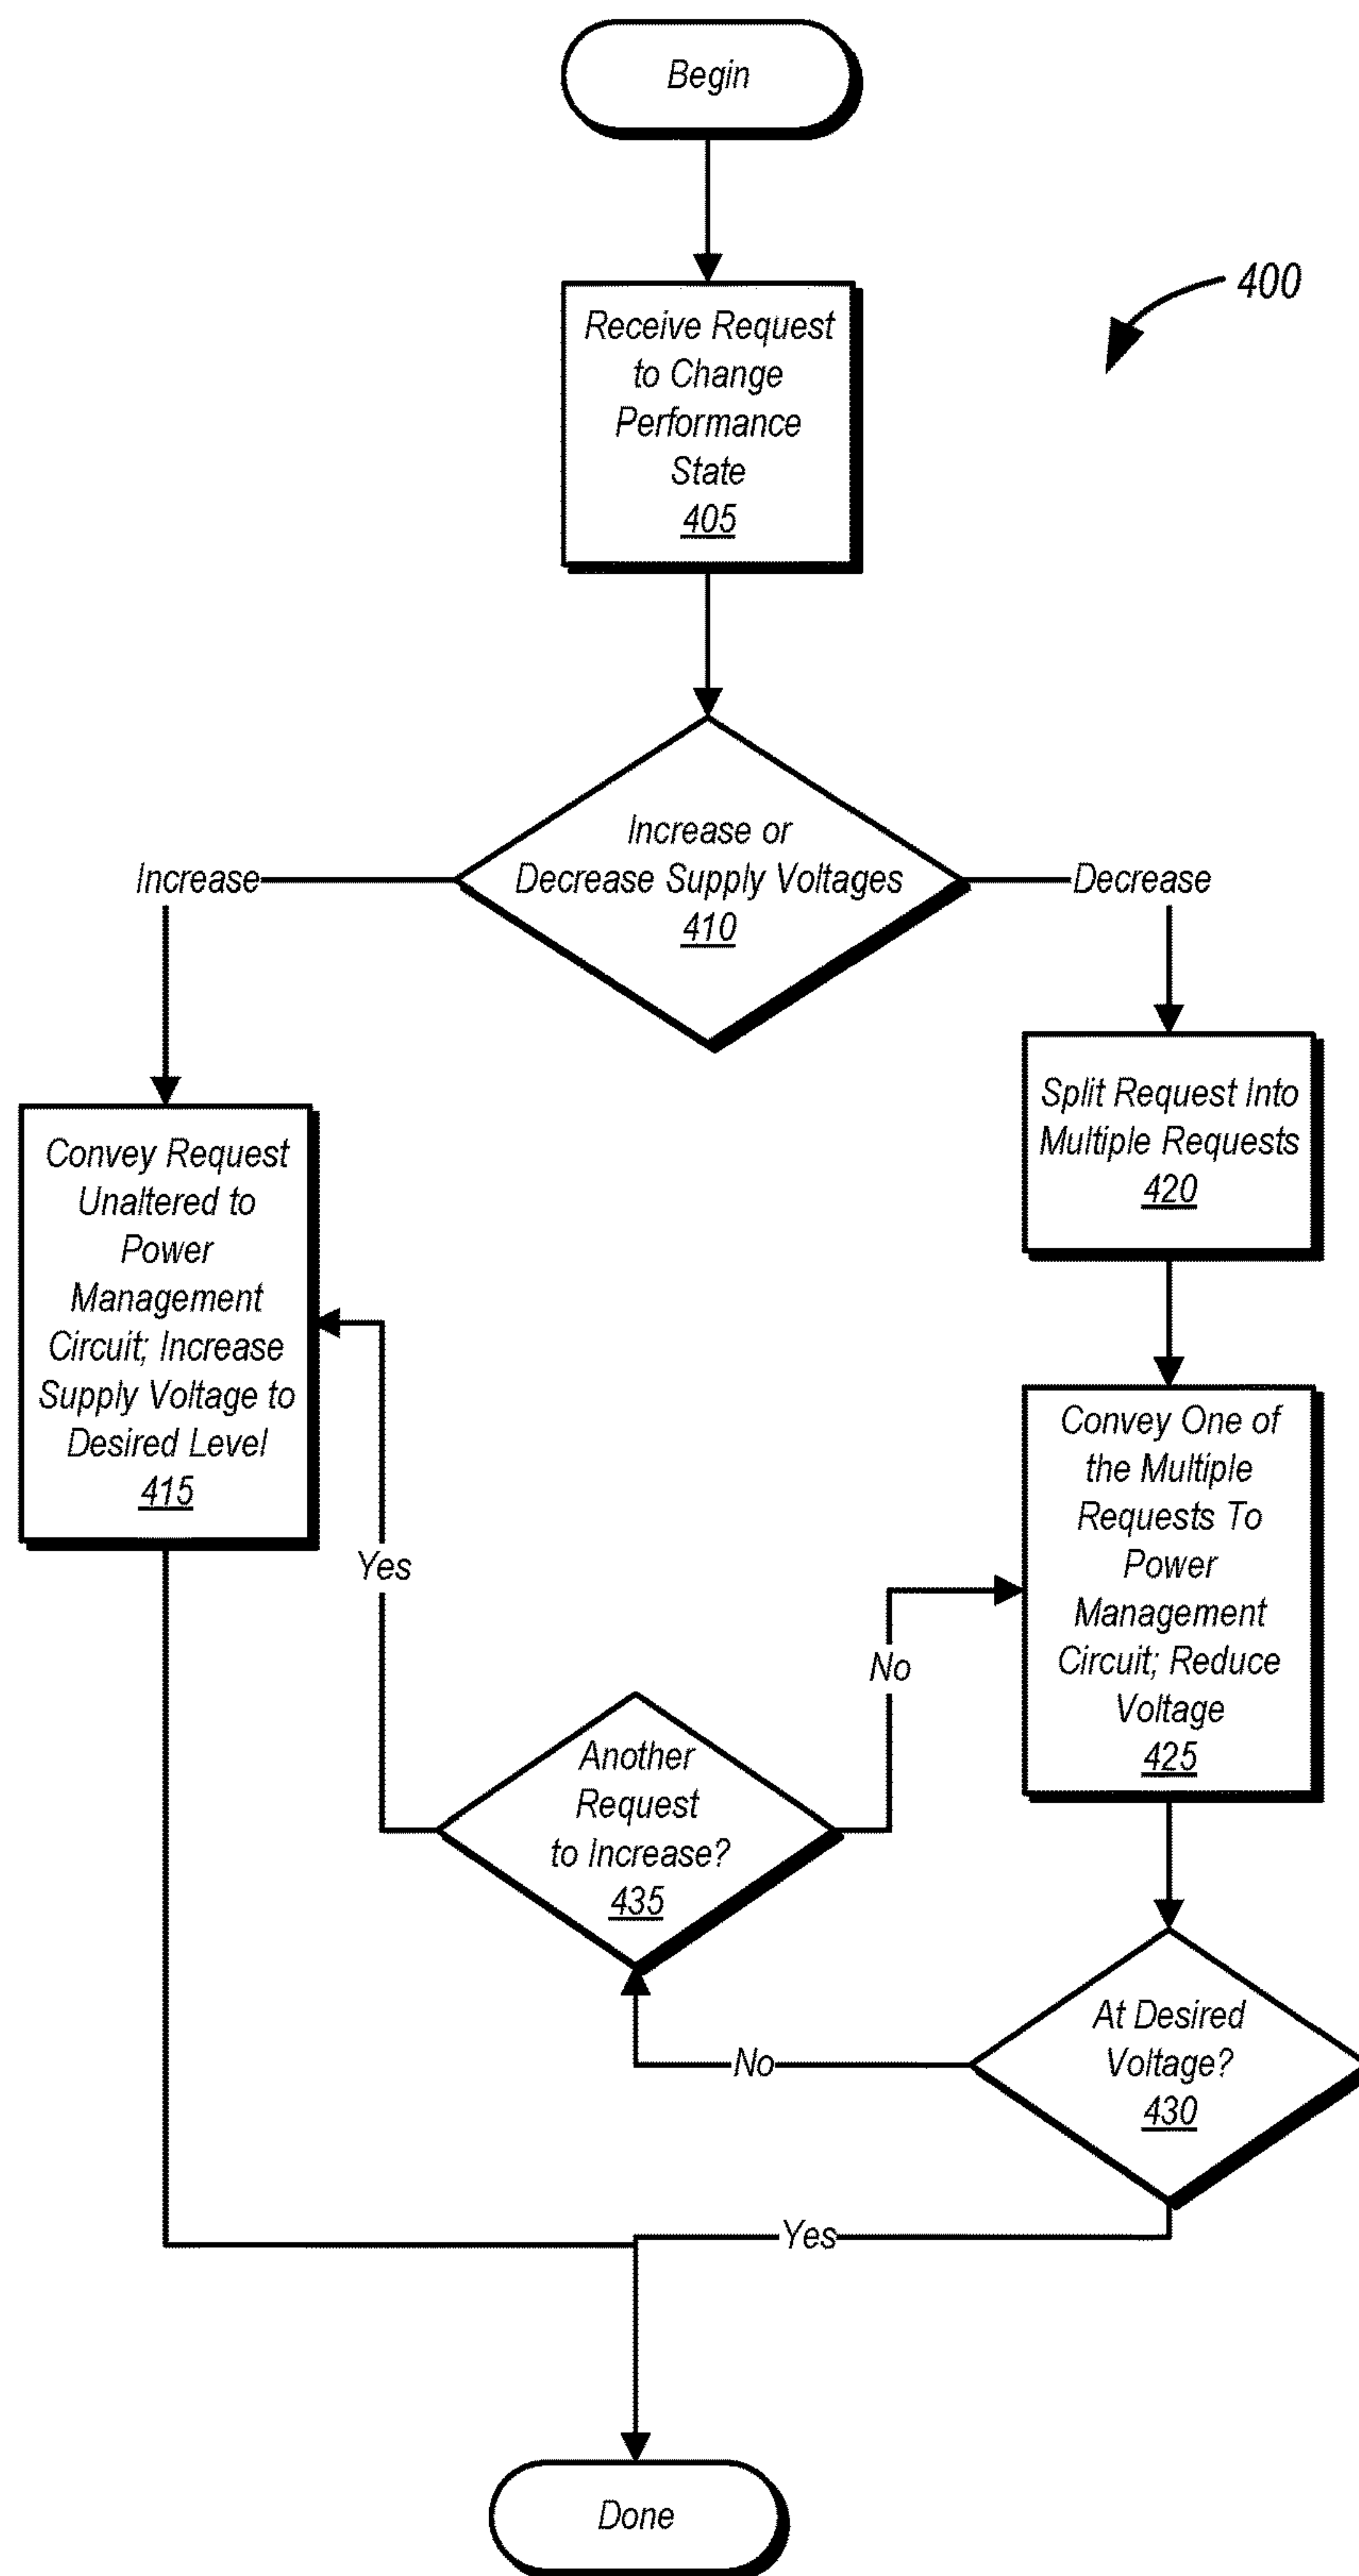 Begin
400
Receive Request
to Change
Performance
State
405
Increase or
Decrease Supply Voltages
410
Increase
Decrease
Split Request Into
Multiple Requests
420
Convey Request
Unaltered to
Power
Management
Circuit; Increase
Supply Voltage to
Desired Level
415
Convey One of
the Multiple
Requests To
Power
Management
Circuit; Reduce
Voltage
425
Yes
No
Another
Request
to Increase?
435
At Desired
Voltage?
430
No
Yes
Done